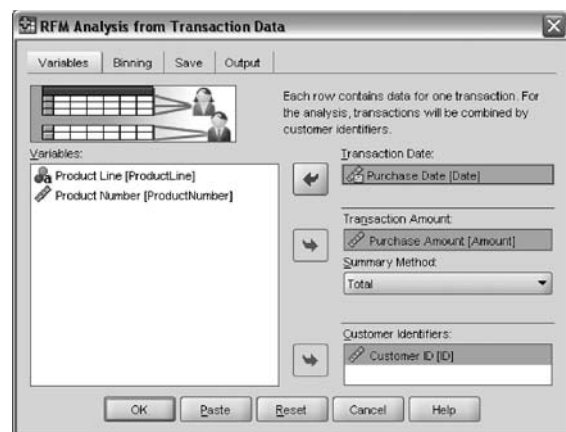 RFM Analysis from Transaction Data
Variables Binning Save Output
Each row contains data for one transaction. For
the analysis, transactions will be combined by
customer identifiers.
Variables:
Product Line [ProductLine]
Product Number [ProductNumber]
Transaction Date:
Purchase Date [Date]
Transaction Amount:
Purchase Amount [Amount]
Summary Method:
Total
Customer Identifiers:
Customer ID [ID]
OK Paste Reset Cancel Help